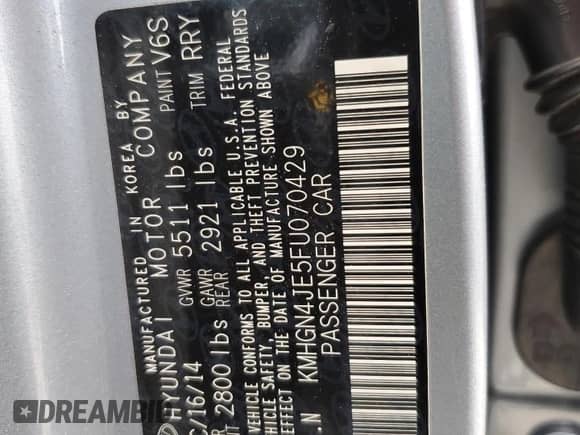 MANUFACTURED IN KOREA BY
HYUNDAI MOTOR COMPANY
C/16/14 GVWR 5511 lbs PAINT V6S
GAWR REAR 2921 lbs TRIM RRY
2800 lbs
VEHICLE CONFORMS TO ALL APPLICABLE U.S.A. FEDERAL
VEHICLE SAFETY, BUMPER, AND THEFT PREVENTION STANDARDS
EFFECT ON THE DATE OF MANUFACTURE SHOWN ABOVE
.N KMHGN4JE5FU070429
PASSENGER CAR
DREAMBID